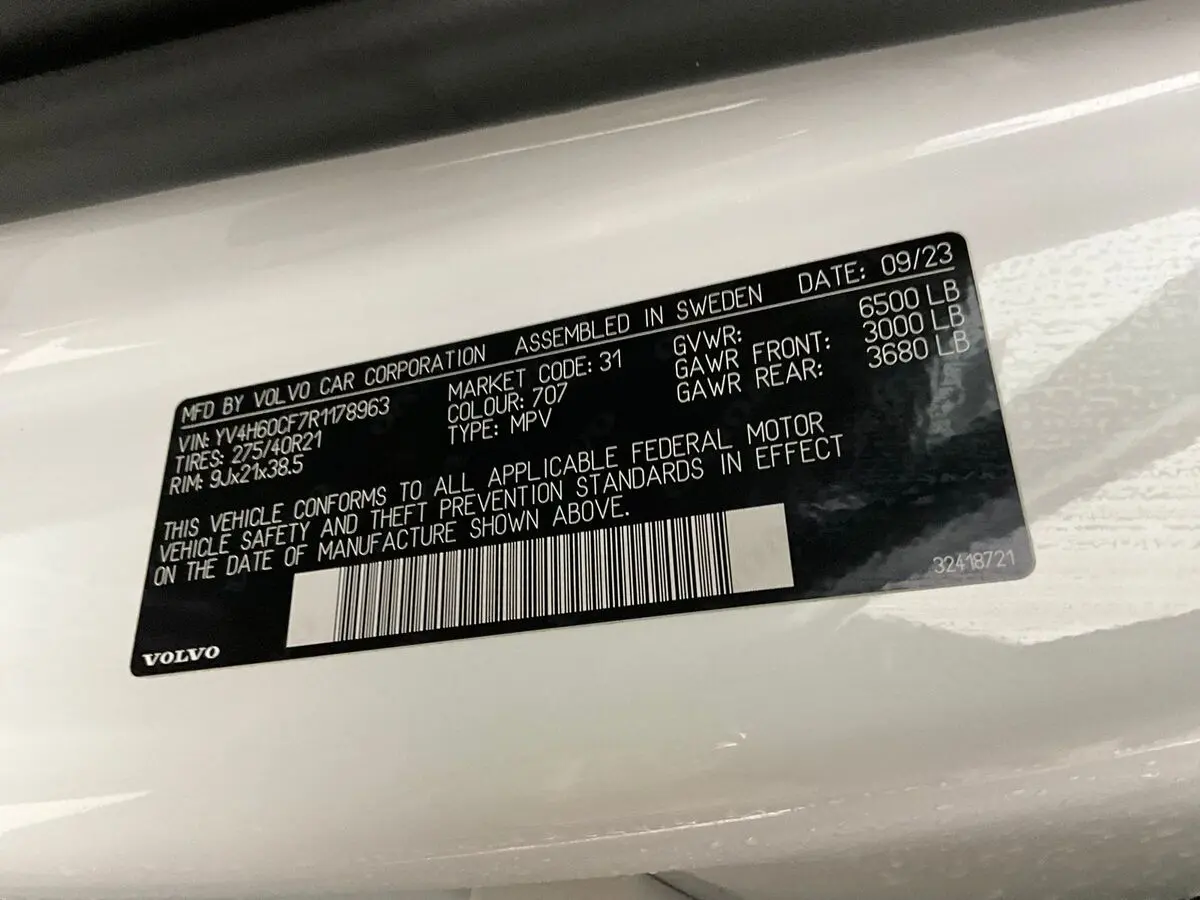 MFD BY VOLVO CAR CORPORATION ASSEMBLED IN SWEDEN DATE: 09/23
VIN: YV4H60CF7R1178963 MARKET CODE: 31 GVWR: 6500 LB
TIRES: 275/40R21 COLOUR: 707 GAWR FRONT: 3000 LB
RIM: 9Jx21x38.5 TYPE: MPV GAWR REAR: 3680 LB
THIS VEHICLE CONFORMS TO ALL APPLICABLE FEDERAL MOTOR
VEHICLE SAFETY AND THEFT PREVENTION STANDARDS IN EFFECT
ON THE DATE OF MANUFACTURE SHOWN ABOVE.
VOLVO
32418721